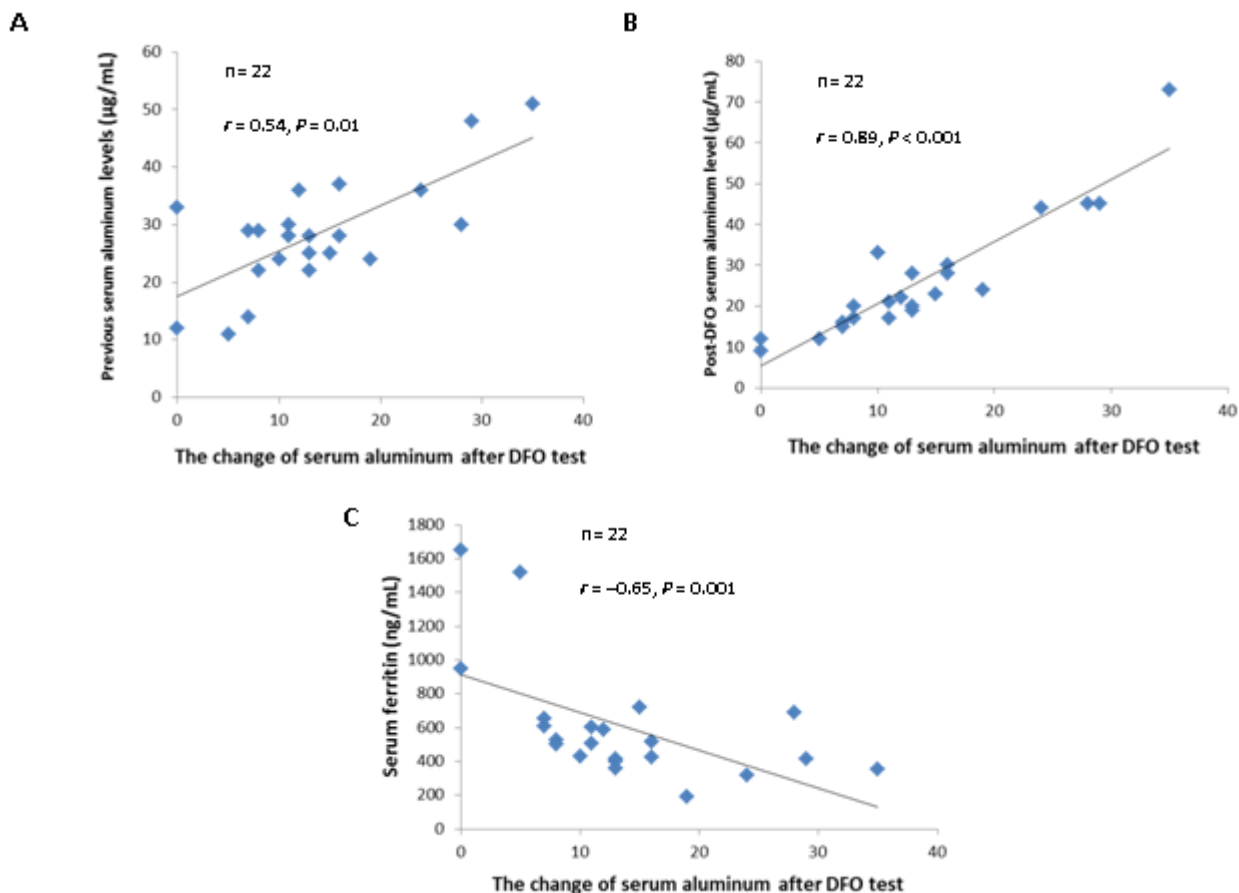 A
Previous serum aluminum levels (µg/mL)
60
50
40
30
20
10
0
n = 22
r = 0.54, P = 0.01
0 10 20 30 40
The change of serum aluminum after DFO test
B
Post-DFO serum aluminum level (µg/mL)
80
70
60
50
40
30
20
10
0
n = 22
r = 0.89, P < 0.001
0 10 20 30 40
The change of serum aluminum after DFO test
C
Serum ferritin (ng/mL)
1800
1600
1400
1200
1000
800
600
400
200
0
n = 22
r = −0.65, P = 0.001
0 10 20 30 40
The change of serum aluminum after DFO test